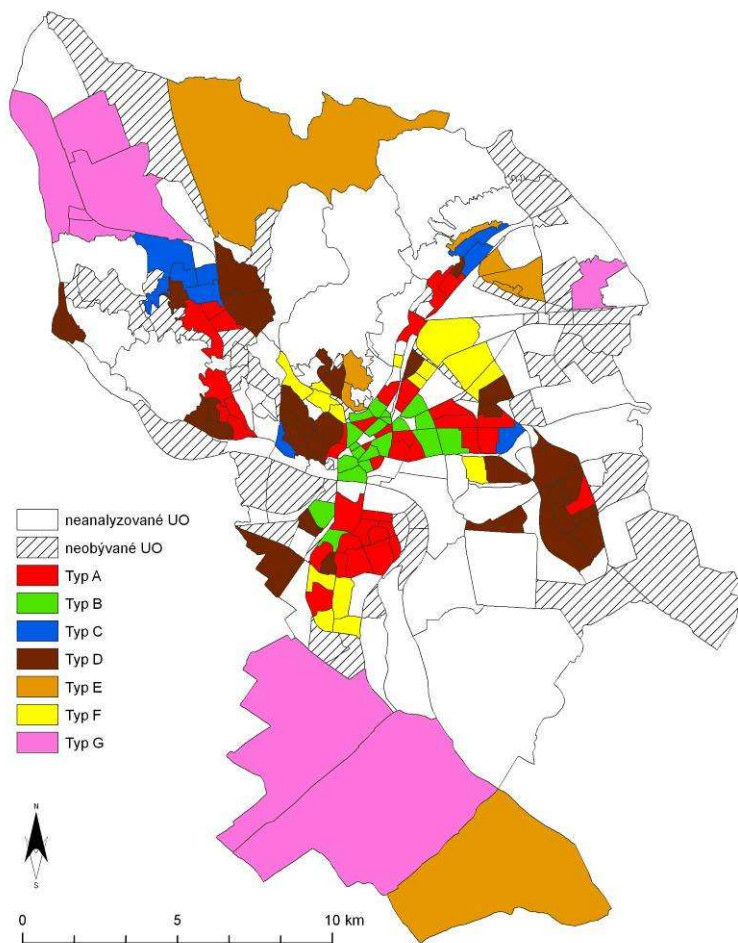 neanalyzované UO
neobývané UO
Typ A
Typ B
Typ C
Typ D
Typ E
Typ F
Typ G
N
S
0 5 10 km